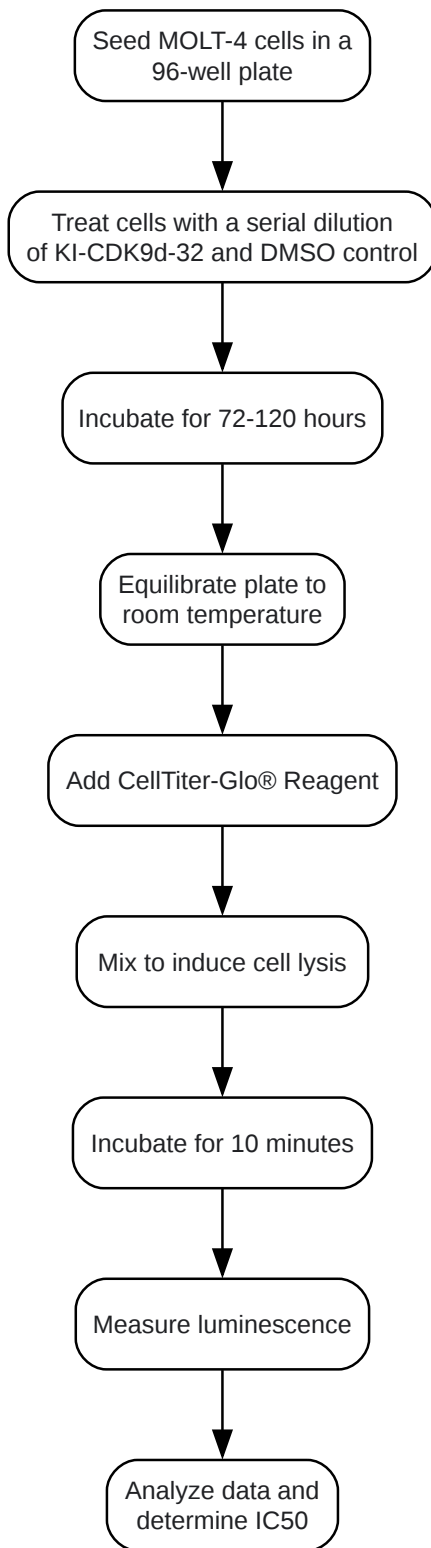 Seed MOLT-4 cells in a
96-well plate
Treat cells with a serial dilution
of KI-CDK9d-32 and DMSO control
Incubate for 72-120 hours
Equilibrate plate to
room temperature
Add CellTiter-Glo® Reagent
Mix to induce cell lysis
Incubate for 10 minutes
Measure luminescence
Analyze data and
determine IC50